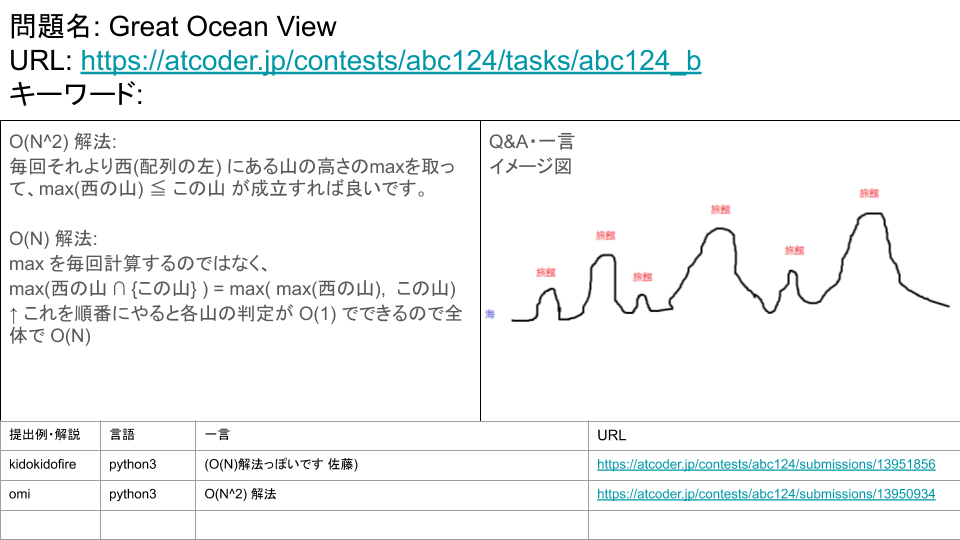 問題名: Great Ocean View
URL: https://atcoder.jp/contests/abc124/tasks/abc124_b
キーワード:
O(N^2) 解法:
毎回それより西(配列の左) にある山の高さのmaxを取っ
て、max(西の山) ≦ この山 が成立すれば良いです。
O(N) 解法:
max を毎回計算するのではなく、
max(西の山 ∩ {この山} ) = max( max(西の山), この山)
↑ これを順番にやると各山の判定が O(1) でできるので全
体で O(N)
Q&A・一言
イメージ図
旅館
旅館
旅館
旅館
旅館
旅館
海
提出例・解説 言語 一言 URL
kidokidofire python3 (O(N)解法っぽいです 佐藤) https://atcoder.jp/contests/abc124/submissions/13951856
omi python3 O(N^2) 解法 https://atcoder.jp/contests/abc124/submissions/13950934